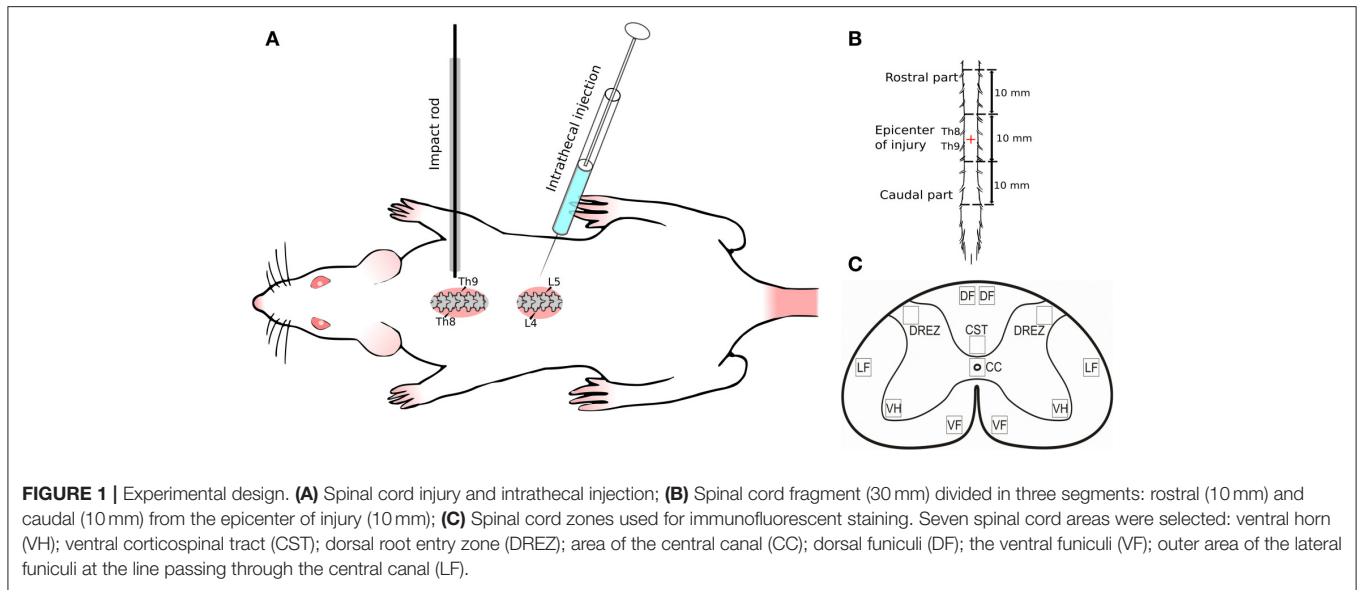 A
Impact rod
Intrathecal injection
Th9
Th8
L5
L4
B
Rostral part
10 mm
Epicenter
of injury
Th8
Th9
10 mm
Caudal part
10 mm
C
DF DF
DREZ CST DREZ
LF CC LF
VH VH
VF VF
FIGURE 1 | Experimental design. (A) Spinal cord injury and intrathecal injection; (B) Spinal cord fragment (30 mm) divided in three segments: rostral (10 mm) and
caudal (10 mm) from the epicenter of injury (10 mm); (C) Spinal cord zones used for immunofluorescent staining. Seven spinal cord areas were selected: ventral horn
(VH); ventral corticospinal tract (CST); dorsal root entry zone (DREZ); area of the central canal (CC); dorsal funiculi (DF); the ventral funiculi (VF); outer area of the lateral
funiculi at the line passing through the central canal (LF).